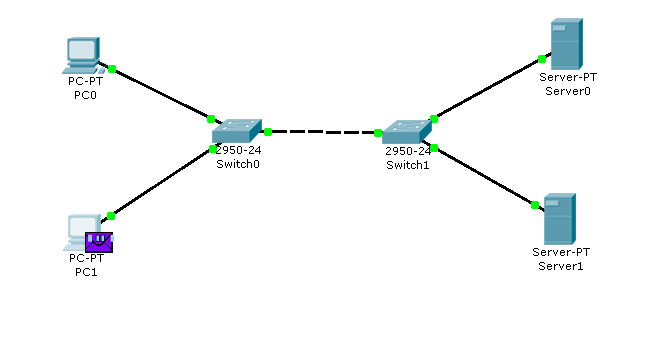 PC-PT
PC0
2950-24
Switch0
2950-24
Switch1
Server-PT
Server0
PC-PT
PC1
Server-PT
Server1